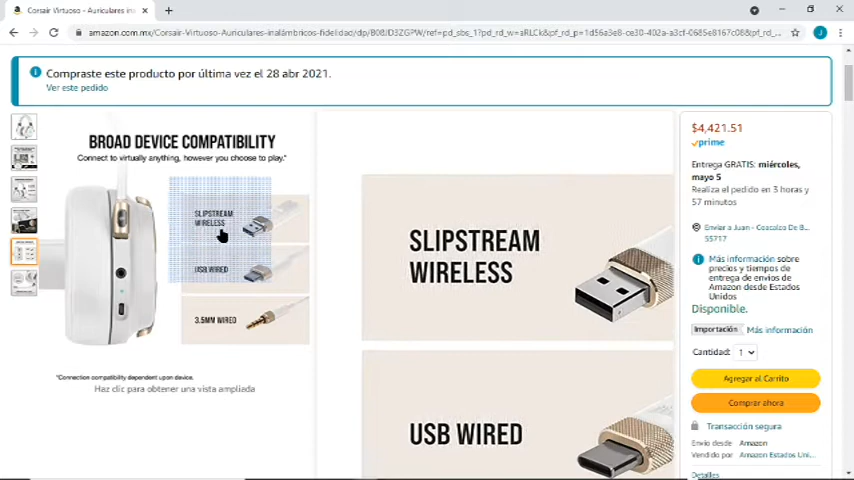 Corsair Virtuoso - Auriculares inalámbricos
amazon.com.mx/Corsair-Virtuoso-Auriculares-inalámbricos-fidelidad/dp/B08JD3ZGPW/ref=pd_sbs_1?pd_rd_w=aRLCk&pf_rd_p=1d56a3e8-ce30-402a-a3cf-0685e8167c08&pf_rd_...
J
Compraste este producto por última vez el 28 abr 2021.
Ver este pedido
BROAD DEVICE COMPATIBILITY
Connect to virtually anything, however you choose to play.*
SLIPSTREAM
WIRELESS
USB WIRED
3.5MM WIRED
*Connection compatibility dependent upon device.
Haz clic para obtener una vista ampliada
SLIPSTREAM
WIRELESS
USB WIRED
$4,421.51
prime
Entrega GRATIS: miércoles,
mayo 5
Realiza el pedido en 3 horas y
57 minutos
Enviar a Juan - Coacalco De B...
55717
Más información sobre
precios y tiempos de
entrega de envíos de
Amazon desde Estados
Unidos
Disponible.
Importación Más información
Cantidad: 1
Agregar al Carrito
Comprar ahora
Transacción segura
Envío desde Amazon
Vendido por Amazon Estados Uni...
Detalles